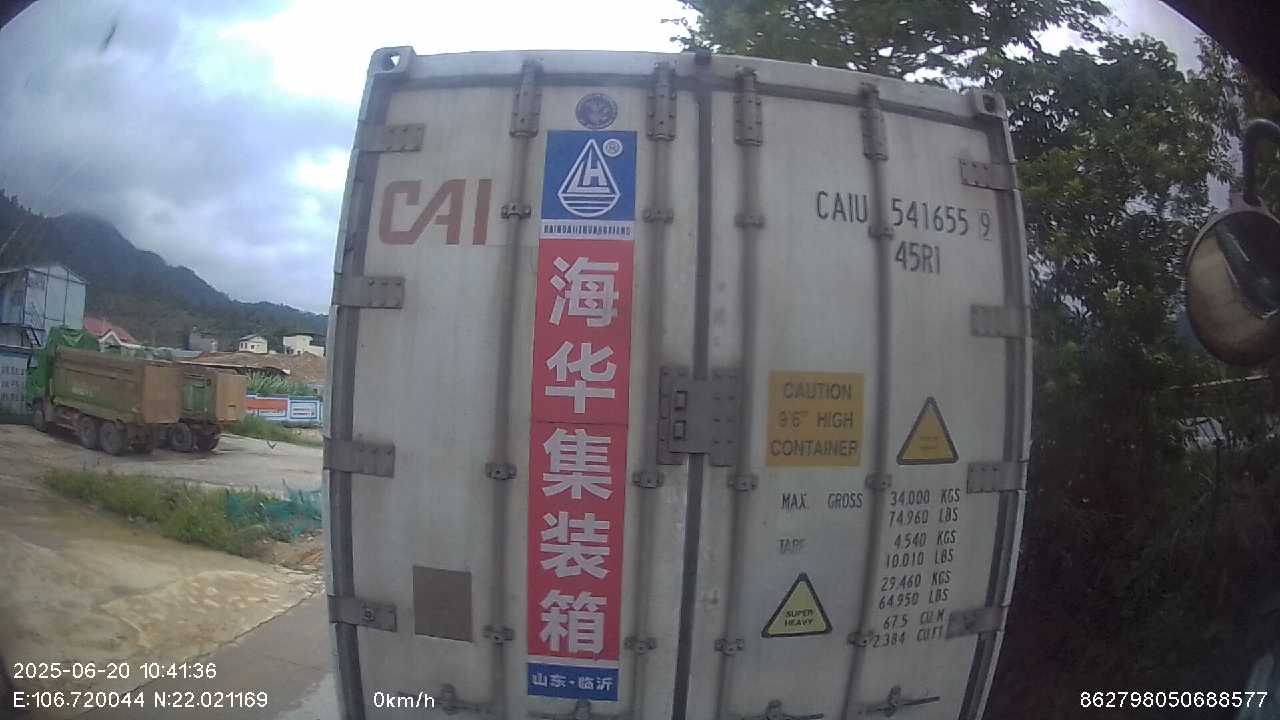 CAI
LH
®
HAIHUAJIZHUANGXIANG
海华集装箱
山东·临沂
CAIU 541655 9
45R1
CAUTION
9'6" HIGH
CONTAINER
MAX. GROSS 34.000 KGS
74.960 LBS
TARE 4.540 KGS
10.010 LBS
29.460 KGS
64.950 LBS
67.5 CU.M
2.384 CU.FT
SUPER
HEAVY
2025-06-20 10:41:36
E:106.720044 N:22.021169
0km/h
862798050688577